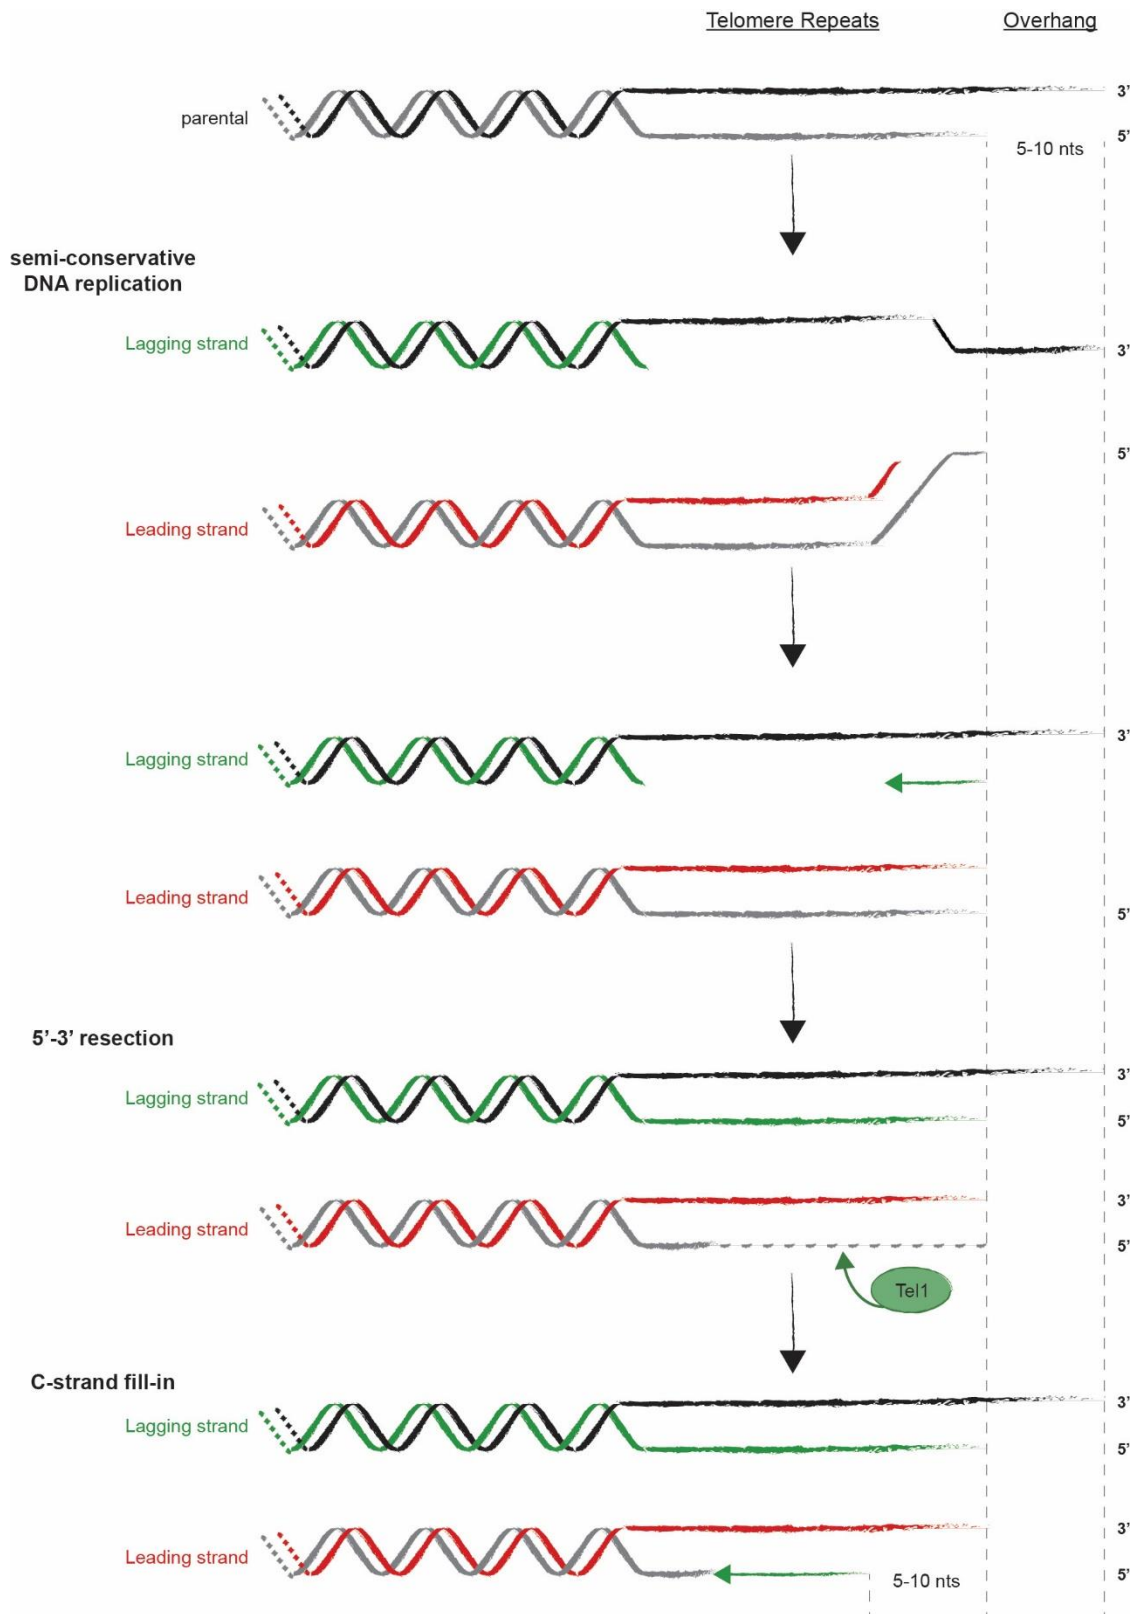 Telomere Repeats Overhang
3'
parental
5'
5-10 nts
semi-conservative
DNA replication
Lagging strand
3'
5'
Leading strand
3'
Lagging strand
Leading strand
5'
5'-3' resection
3'
Lagging strand
5'
3'
Leading strand
5'
Tel1
C-strand fill-in
3'
Lagging strand
5'
3'
Leading strand
5-10 nts
5'